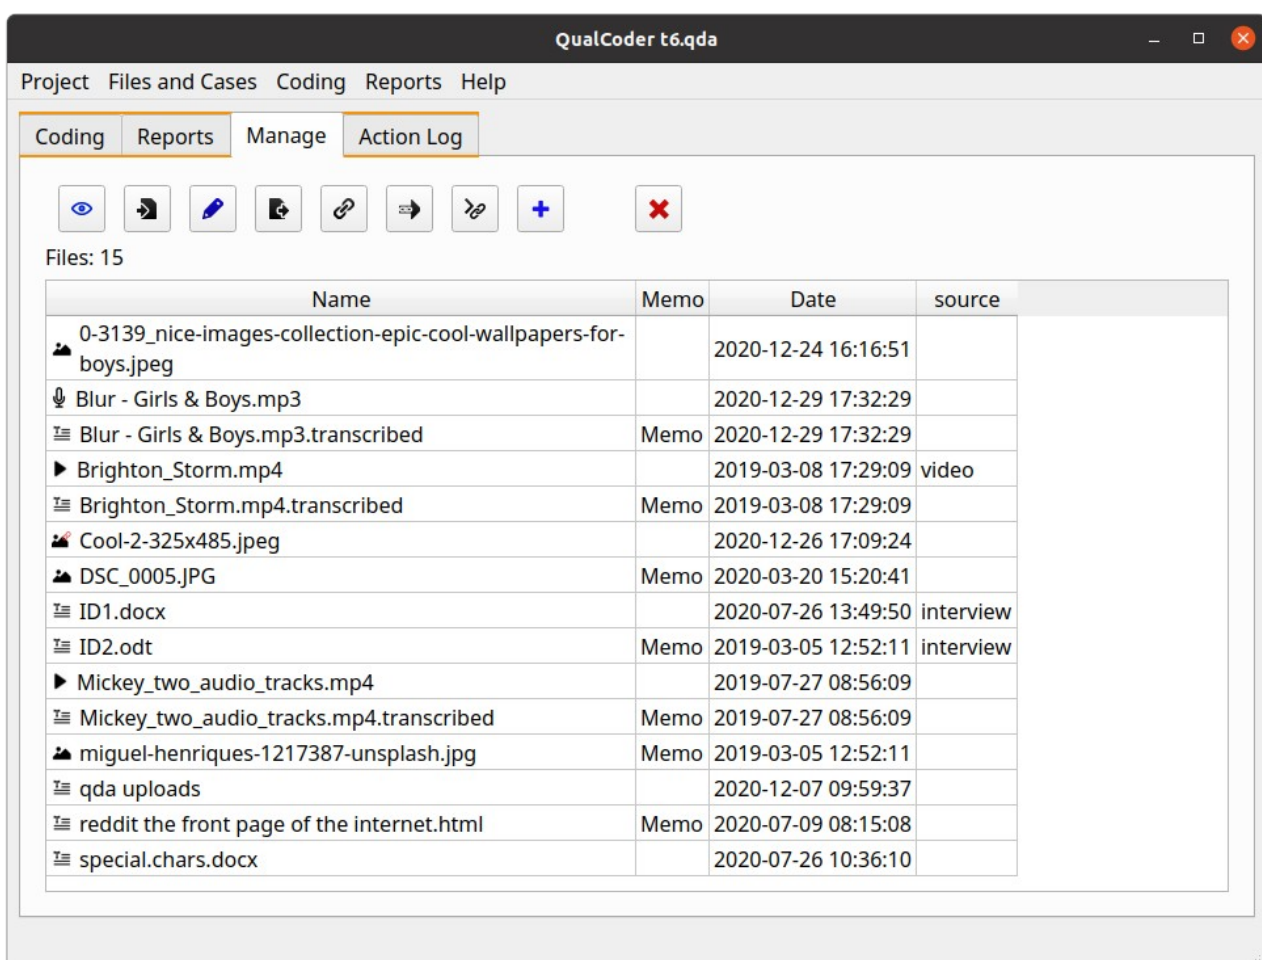 QualCoder t6.qda
Project Files and Cases Coding Reports Help
Coding Reports Manage Action Log
Files: 15
Name Memo Date source
0-3139_nice-images-collection-epic-cool-wallpapers-for-
boys.jpeg 2020-12-24 16:16:51
Blur - Girls & Boys.mp3 2020-12-29 17:32:29
Blur - Girls & Boys.mp3.transcribed Memo 2020-12-29 17:32:29
Brighton_Storm.mp4 2019-03-08 17:29:09 video
Brighton_Storm.mp4.transcribed Memo 2019-03-08 17:29:09
Cool-2-325x485.jpeg 2020-12-26 17:09:24
DSC_0005.JPG Memo 2020-03-20 15:20:41
ID1.docx 2020-07-26 13:49:50 interview
ID2.odt Memo 2019-03-05 12:52:11 interview
Mickey_two_audio_tracks.mp4 2019-07-27 08:56:09
Mickey_two_audio_tracks.mp4.transcribed Memo 2019-07-27 08:56:09
miguel-henriques-1217387-unsplash.jpg Memo 2019-03-05 12:52:11
qda uploads 2020-12-07 09:59:37
reddit the front page of the internet.html Memo 2020-07-09 08:15:08
special.chars.docx 2020-07-26 10:36:10